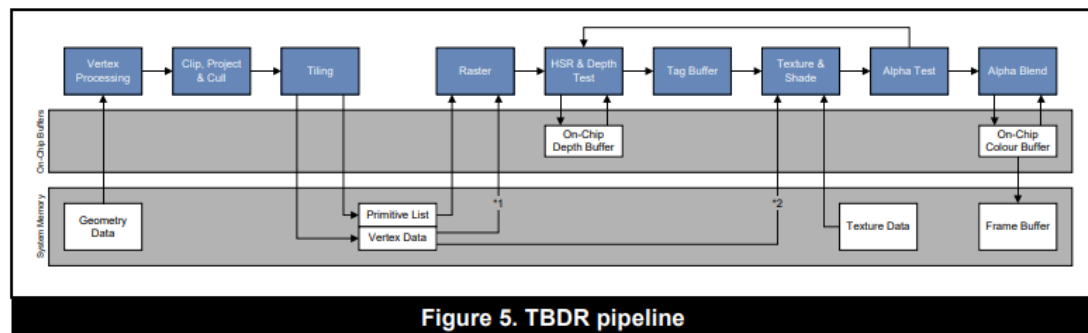 Vertex
Processing
Clip, Project
& Cull
Tiling
Raster
HSR & Depth
Test
Tag Buffer
Texture &
Shade
Alpha Test
Alpha Blend
On-Chip Buffers
On-Chip
Depth Buffer
On-Chip
Colour Buffer
System Memory
Geometry
Data
Primitive List
Vertex Data
*1
*2
Texture Data
Frame Buffer
Figure 5. TBDR pipeline